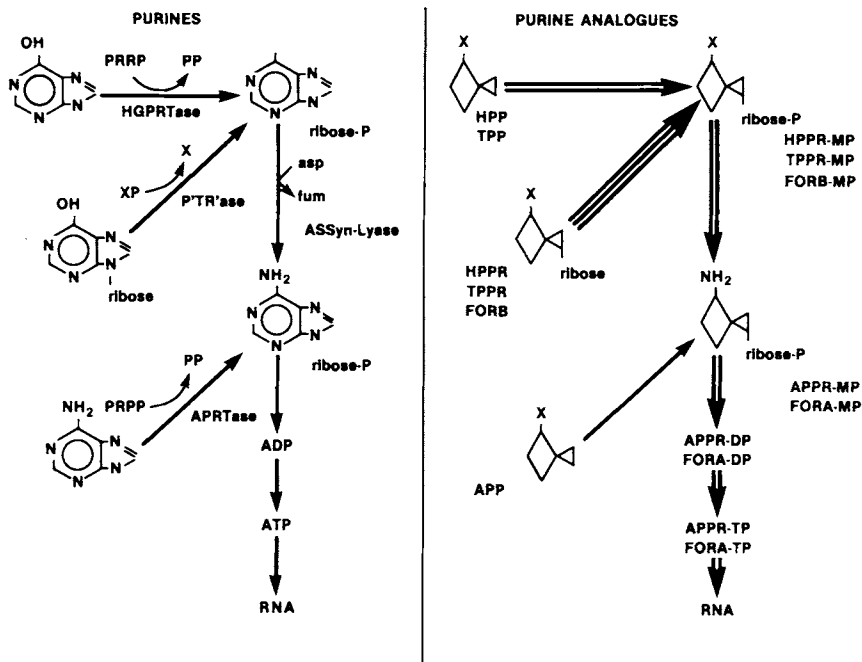 PURINES
OH
N N
N N
PRRP PP
HGPRTase
N N
N N
ribose-P
X
XP
P'TR'ase
asp
fum
ASSyn-Lyase
OH
N N
N N
ribose
NH2
N N
N N
ribose-P
PP
PRPP
APRTase
NH2
N N
N N
ADP
ATP
RNA
PURINE ANALOGUES
X
HPP
TPP
X
ribose-P
HPPR-MP
TPPR-MP
FORB-MP
X
ribose
HPPR
TPPR
FORB
NH2
ribose-P
APPR-MP
FORA-MP
X
APP
APPR-DP
FORA-DP
APPR-TP
FORA-TP
RNA